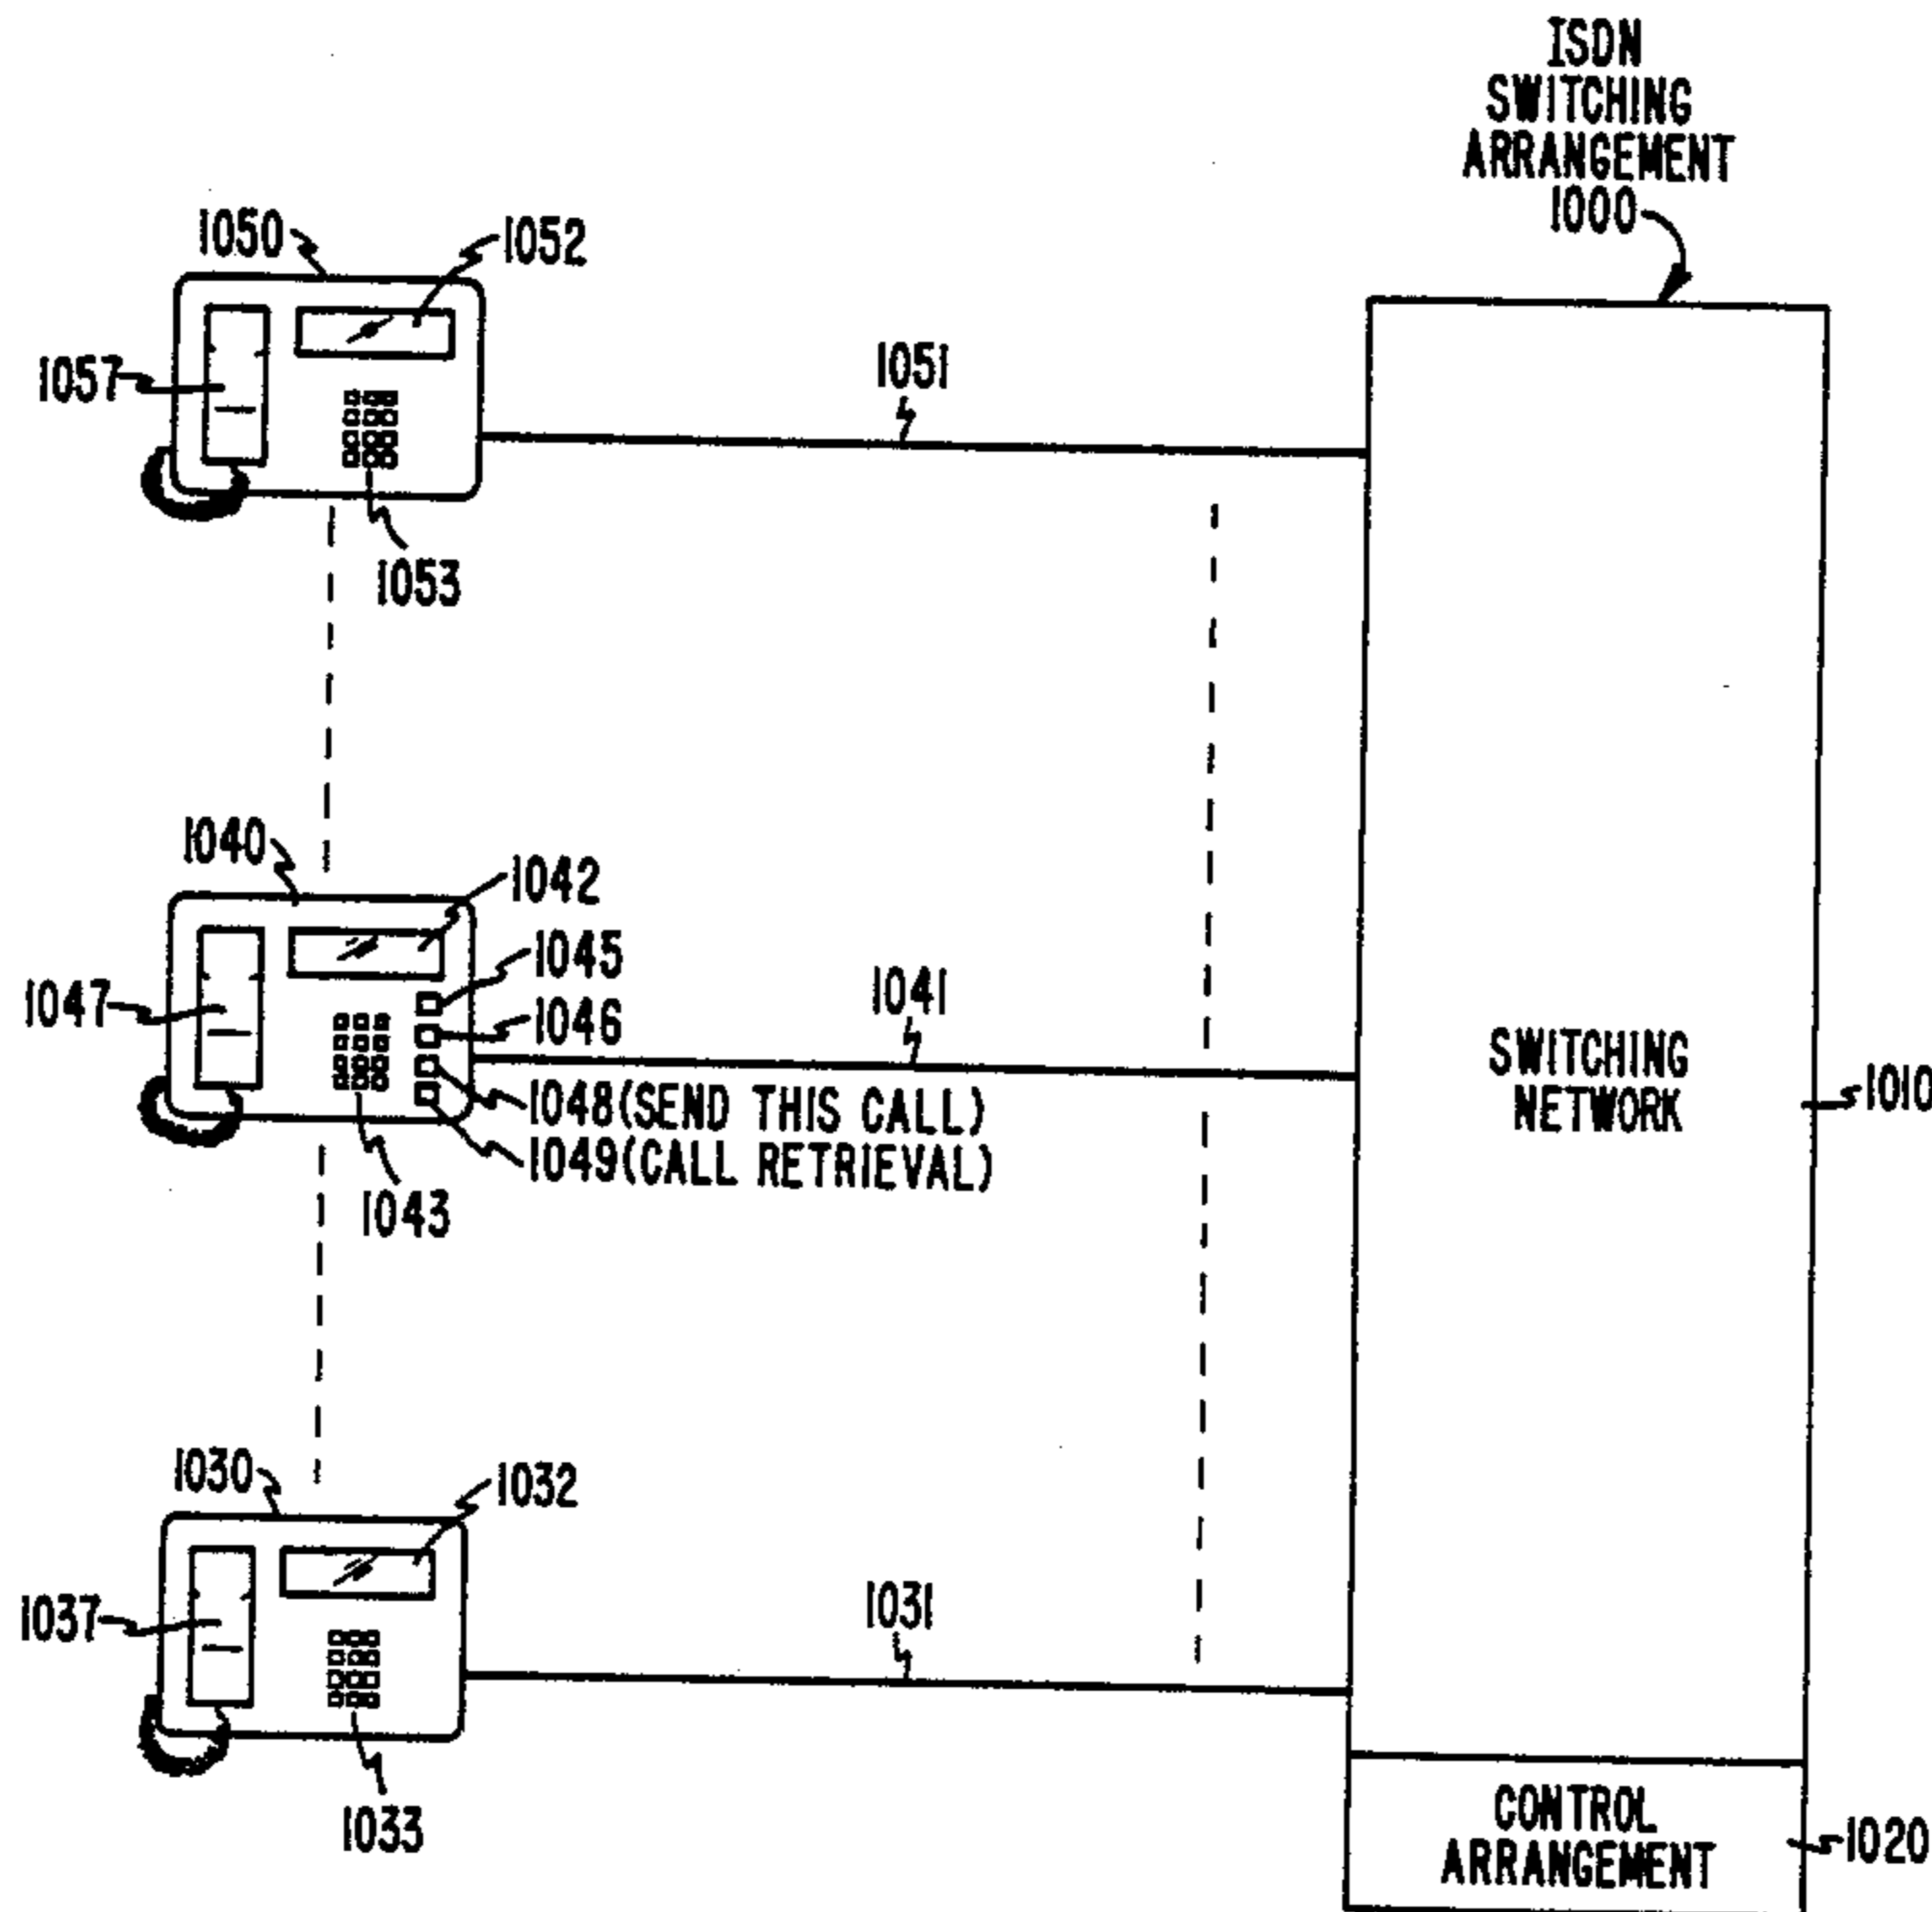 ISDN
SWITCHING
ARRANGEMENT
1000
1050
1052
1057
1051
1053
1040
1042
1045
1047
1046
1041
1048(SEND THIS CALL)
1049(CALL RETRIEVAL)
1043
SWITCHING
NETWORK
1010
1030
1032
1037
1031
1033
CONTROL
ARRANGEMENT
1020